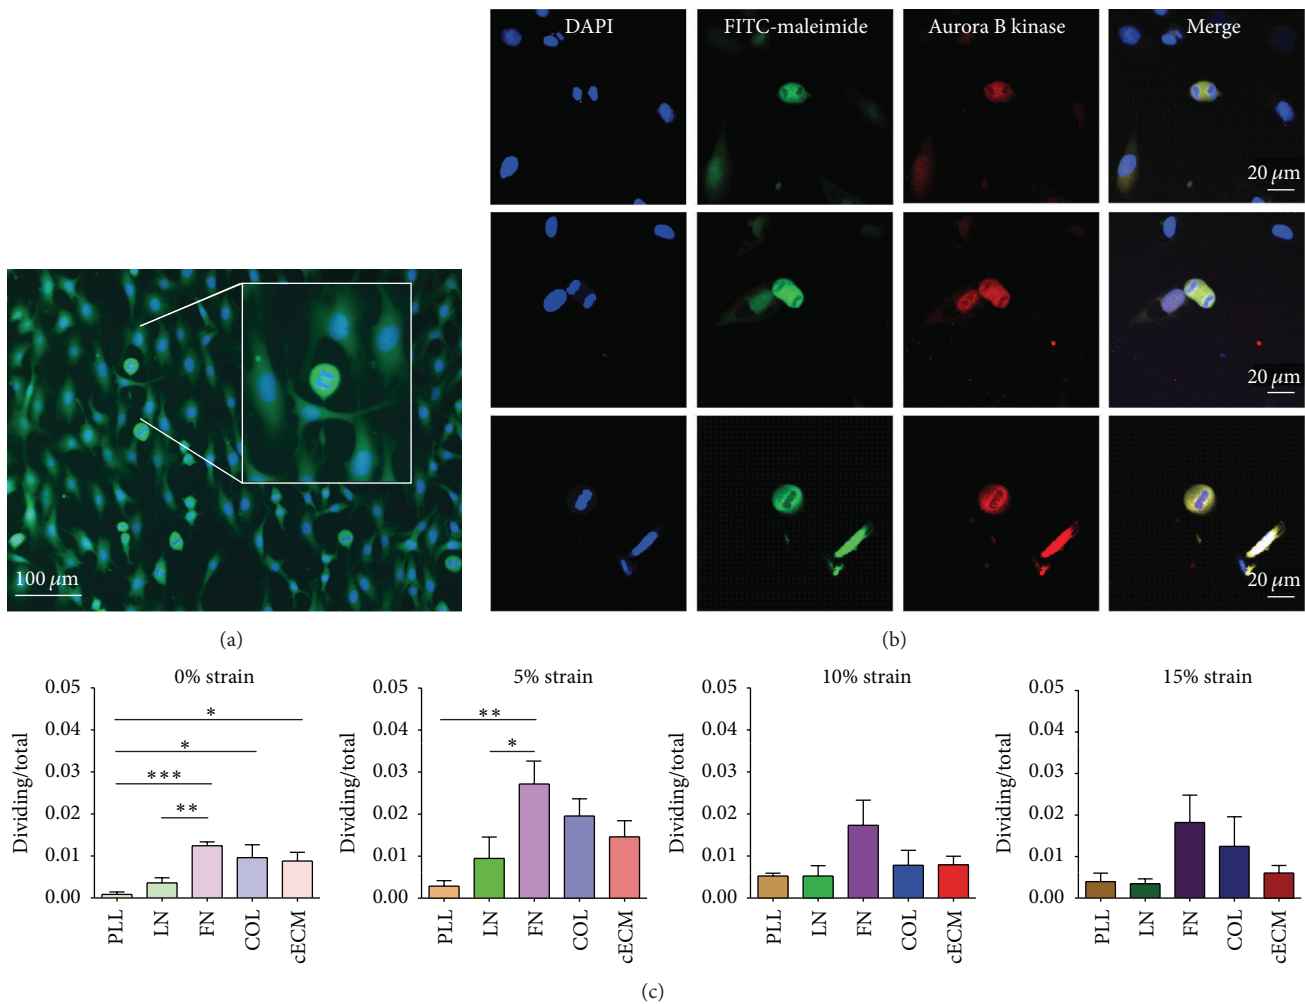 DAPI
FITC-maleimide
Aurora B kinase
Merge
20 μm
20 μm
20 μm
100 μm
(a)
(b)
0% strain
Dividing/total
0.05
0.04
0.03
0.02
0.01
0.00
*
*
***
**
PLL
LN
FN
COL
cECM
5% strain
Dividing/total
0.05
0.04
0.03
0.02
0.01
0.00
**
*
PLL
LN
FN
COL
cECM
10% strain
Dividing/total
0.05
0.04
0.03
0.02
0.01
0.00
PLL
LN
FN
COL
cECM
15% strain
Dividing/total
0.05
0.04
0.03
0.02
0.01
0.00
PLL
LN
FN
COL
cECM
(c)